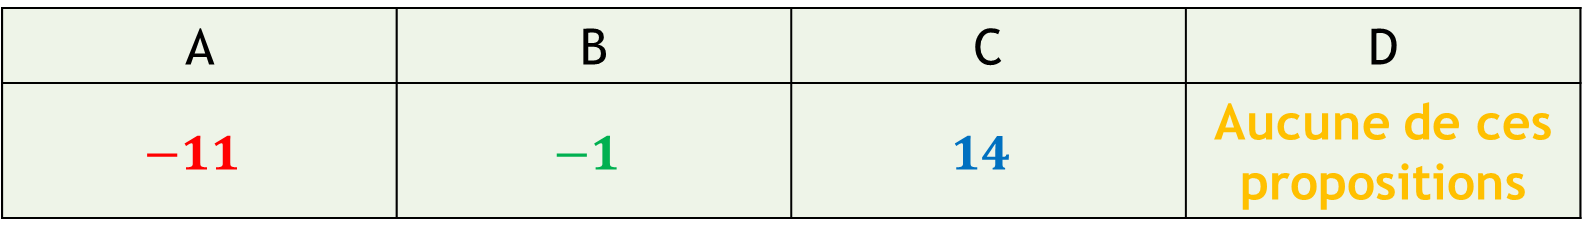 A B C D
−11 −1 14 Aucune de ces
propositions